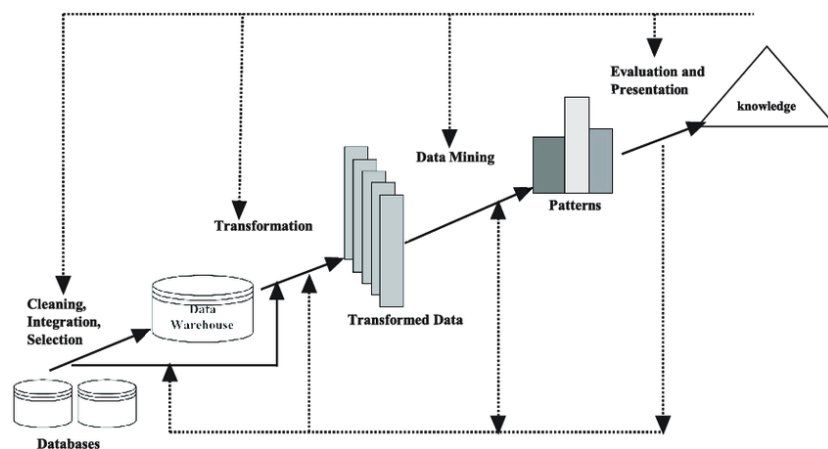 Evaluation and
Presentation
knowledge
Data Mining
Patterns
Transformation
Transformed Data
Cleaning,
Integration,
Selection
Data
Warehouse
Databases